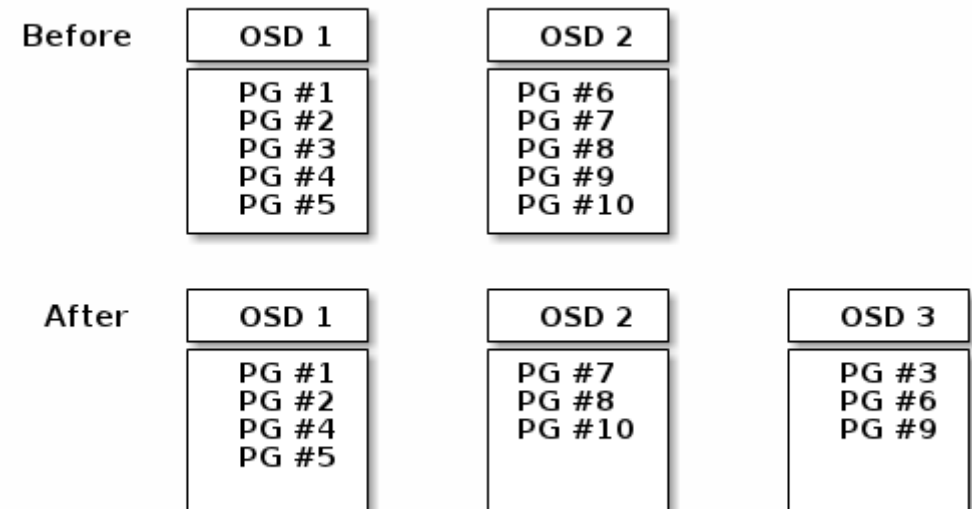 Before
OSD 1
OSD 2
PG #1
PG #2
PG #3
PG #4
PG #5
PG #6
PG #7
PG #8
PG #9
PG #10
After
OSD 1
OSD 2
OSD 3
PG #1
PG #2
PG #4
PG #5
PG #7
PG #8
PG #10
PG #3
PG #6
PG #9